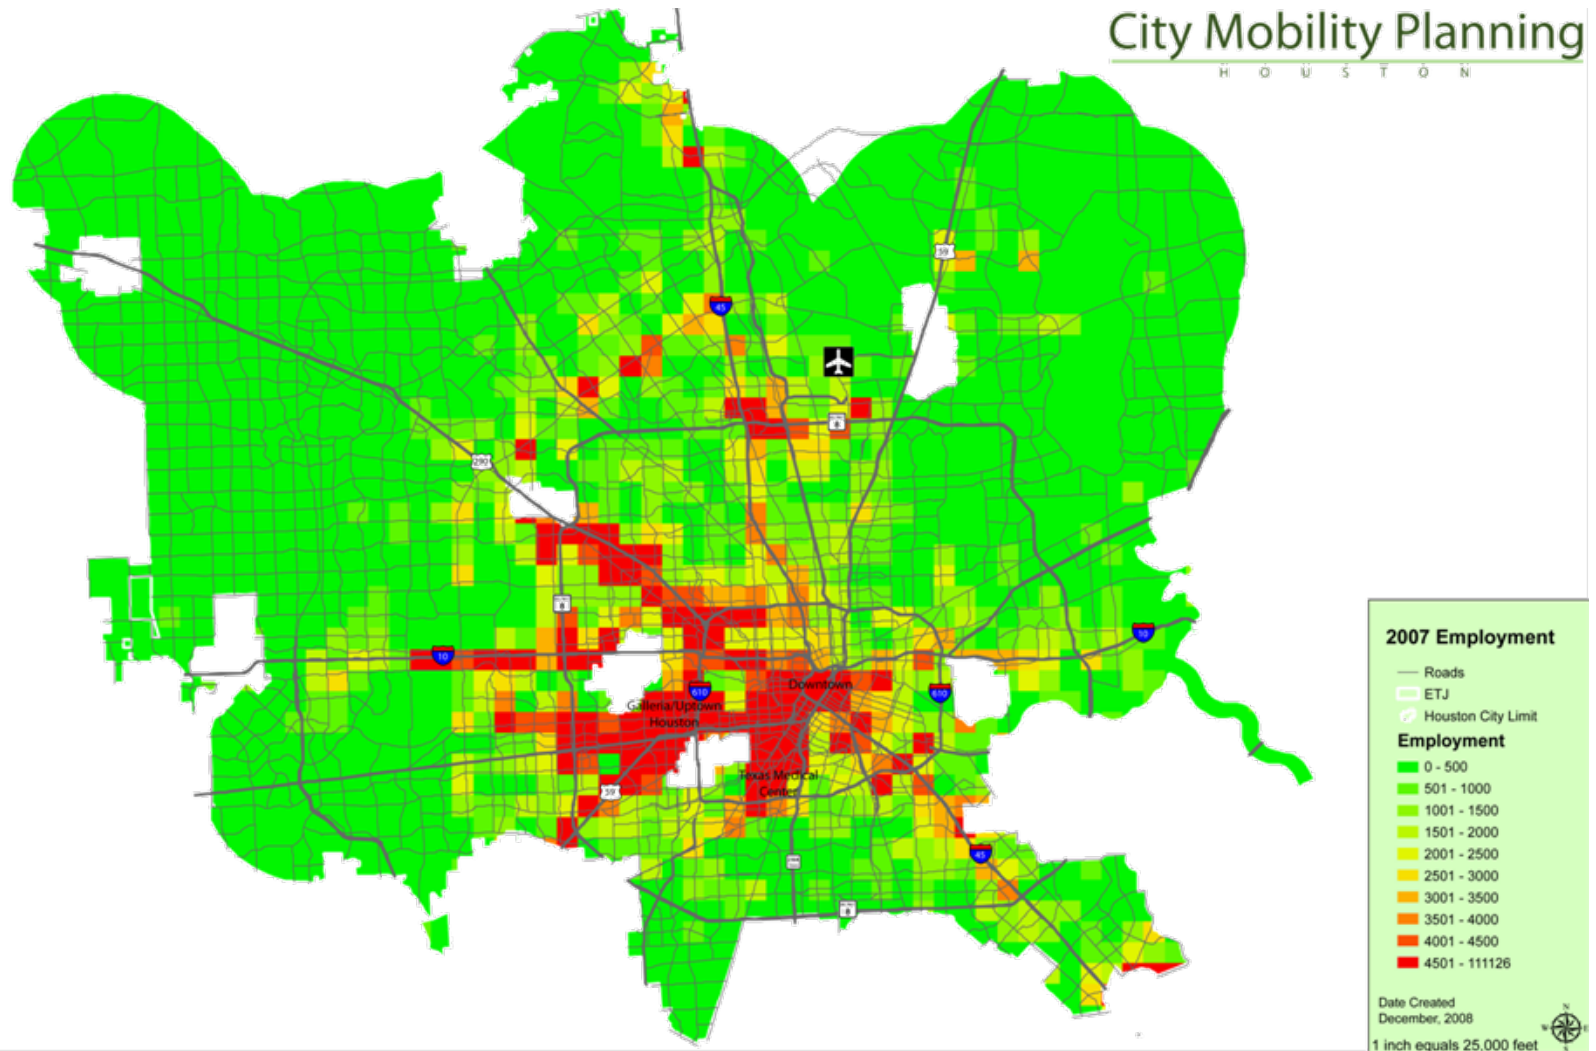 City Mobility Planning
H O U S T O N
59
45
8
290
8
10
10
610
610
Downtown
Galleria/Uptown
Houston
Texas Medical
Center
59
45
8
2007 Employment
Roads
ETJ
Houston City Limit
Employment
0 - 500
501 - 1000
1001 - 1500
1501 - 2000
2001 - 2500
2501 - 3000
3001 - 3500
3501 - 4000
4001 - 4500
4501 - 111126
Date Created
December, 2008
N
W
E
S
1 inch equals 25,000 feet